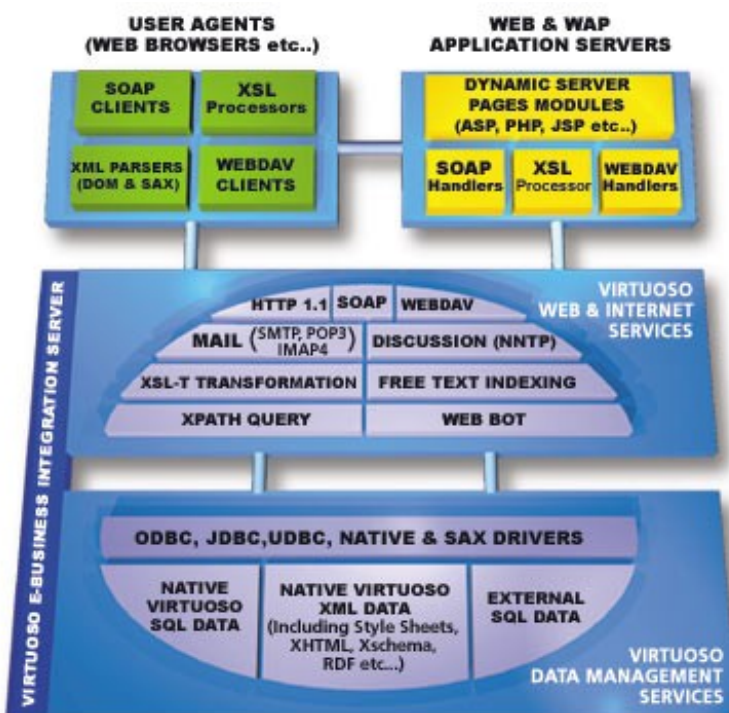 USER AGENTS
(WEB BROWSERS etc..)
WEB & WAP
APPLICATION SERVERS
SOAP
CLIENTS
XSL
Processors
XML PARSERS
(DOM & SAX)
WEBDAV
CLIENTS
DYNAMIC SERVER
PAGES MODULES
(ASP, PHP, JSP etc..)
SOAP
Handlers
XSL
Processor
WEBDAV
Handlers
VIRTUOSO E-BUSINESS INTEGRATION SERVER
VIRTUOSO
WEB & INTERNET
SERVICES
HTTP 1.1
SOAP
WEBDAV
MAIL (SMTP, POP3)
IMAP4
DISCUSSION (NNTP)
XSL-T TRANSFORMATION
FREE TEXT INDEXING
XPATH QUERY
WEB BOT
ODBC, JDBC,UDBC, NATIVE & SAX DRIVERS
NATIVE
VIRTUOSO
SQL DATA
NATIVE VIRTUOSO
XML DATA
(Including Style Sheets,
XHTML, Xschema,
RDF etc...)
EXTERNAL
SQL DATA
VIRTUOSO
DATA MANAGEMENT
SERVICES